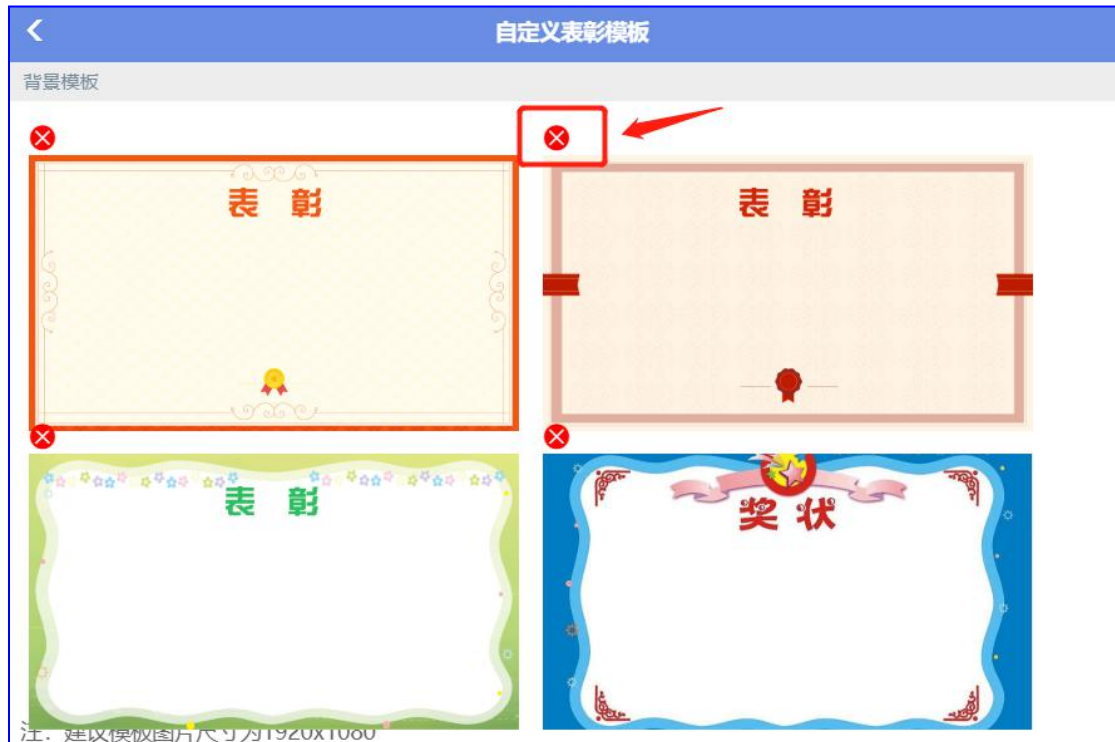 自定义表彰模板
背景模板
表 彰
表 彰
表 彰
奖 状
注：建议模板图片尺寸为1920x1080